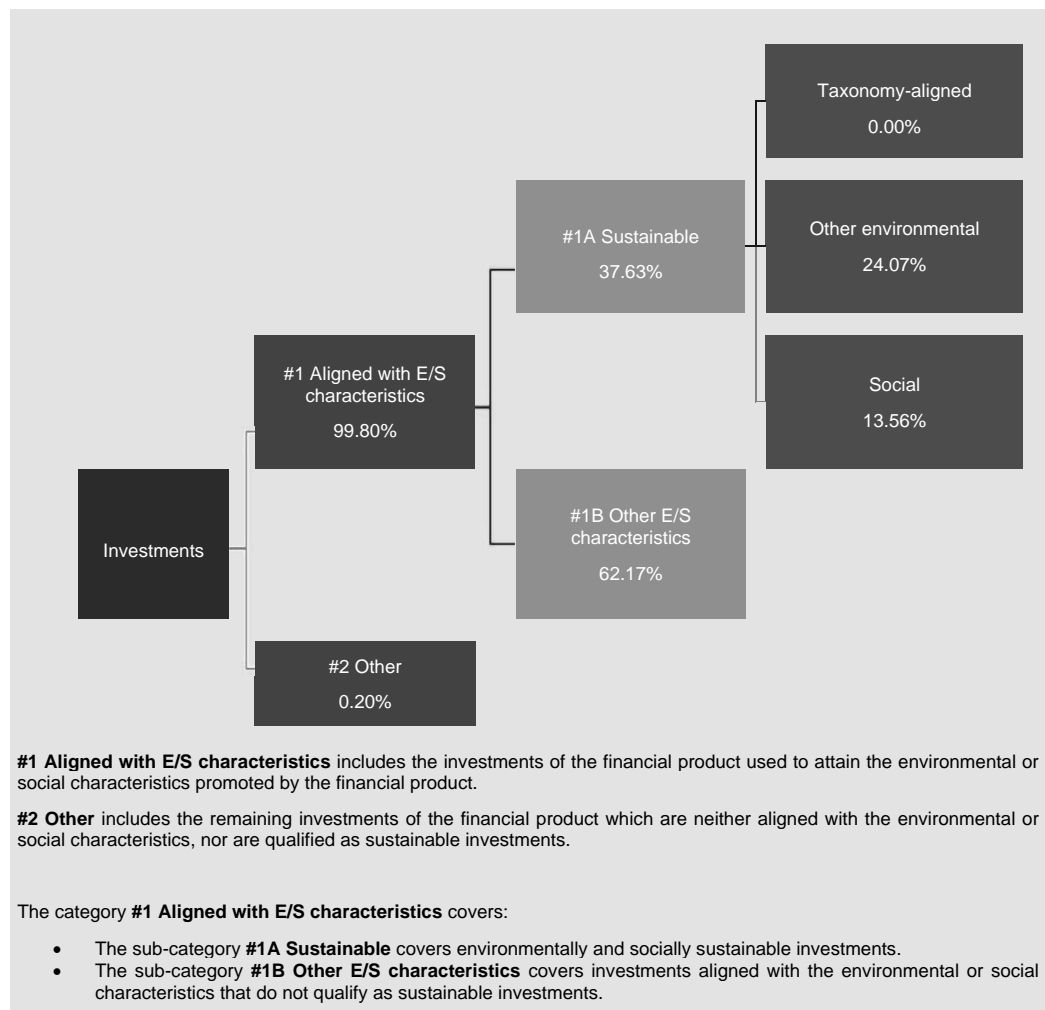 Taxonomy-aligned
0.00%
#1A Sustainable
37.63%
Other environmental
24.07%
#1 Aligned with E/S
characteristics
99.80%
Social
13.56%
Investments
#1B Other E/S
characteristics
62.17%
#2 Other
0.20%
#1 Aligned with E/S characteristics includes the investments of the financial product used to attain the environmental or
social characteristics promoted by the financial product.
#2 Other includes the remaining investments of the financial product which are neither aligned with the environmental or
social characteristics, nor are qualified as sustainable investments.
The category #1 Aligned with E/S characteristics covers:
• The sub-category #1A Sustainable covers environmentally and socially sustainable investments.
• The sub-category #1B Other E/S characteristics covers investments aligned with the environmental or social
characteristics that do not qualify as sustainable investments.